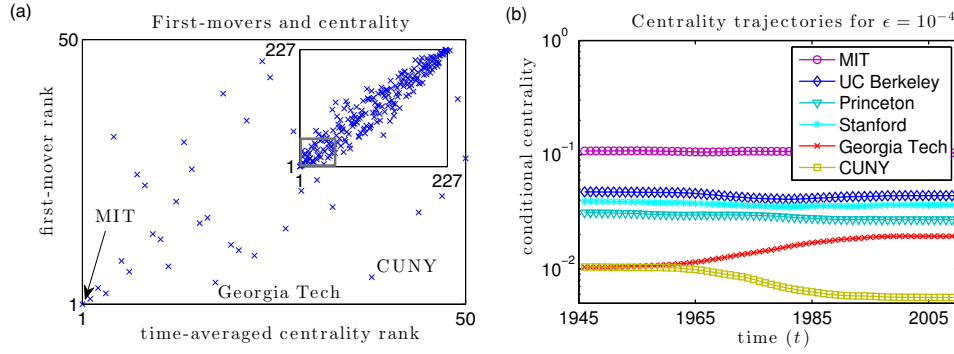 (a)
First-movers and centrality
50
227
1
1
227
MIT
CUNY
Georgia Tech
1
1
50
first-mover rank
time-averaged centrality rank
(b)
Centrality trajectories for ϵ = 10⁻⁴
10⁰
10⁻¹
10⁻²
conditional centrality
MIT
UC Berkeley
Princeton
Stanford
Georgia Tech
CUNY
1945
1965
1985
2005
time (t)